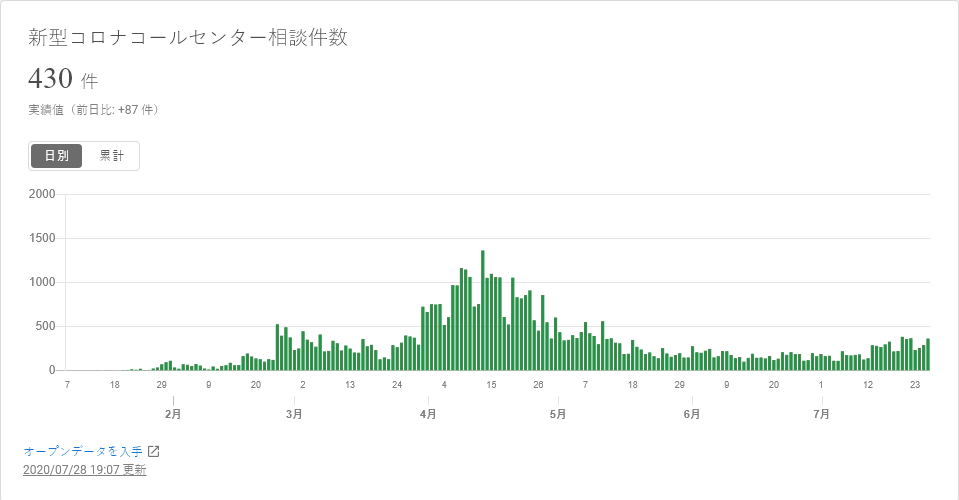 新型コロナコールセンター相談件数
430 件
実績値（前日比: +87 件）
日別 累計
2000
1500
1000
500
0
7 18 29 9 20 2 13 24 4 15 26 7 18 29 9 20 1 12 23
2月 3月 4月 5月 6月 7月
オープンデータを入手
2020/07/28 19:07 更新